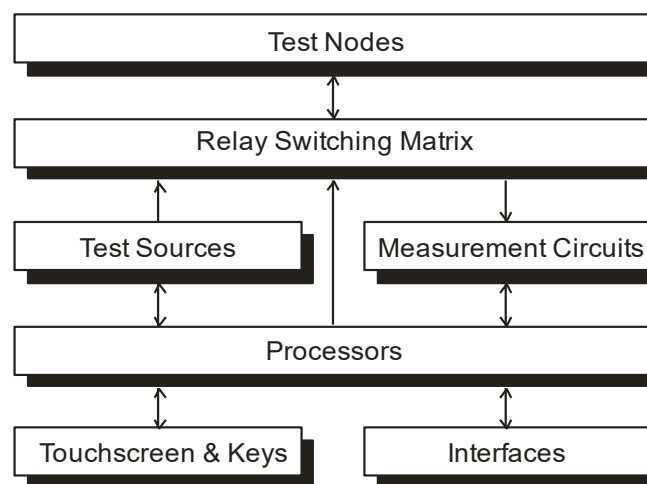 Test Nodes
Relay Switching Matrix
Test Sources
Measurement Circuits
Processors
Touchscreen & Keys
Interfaces